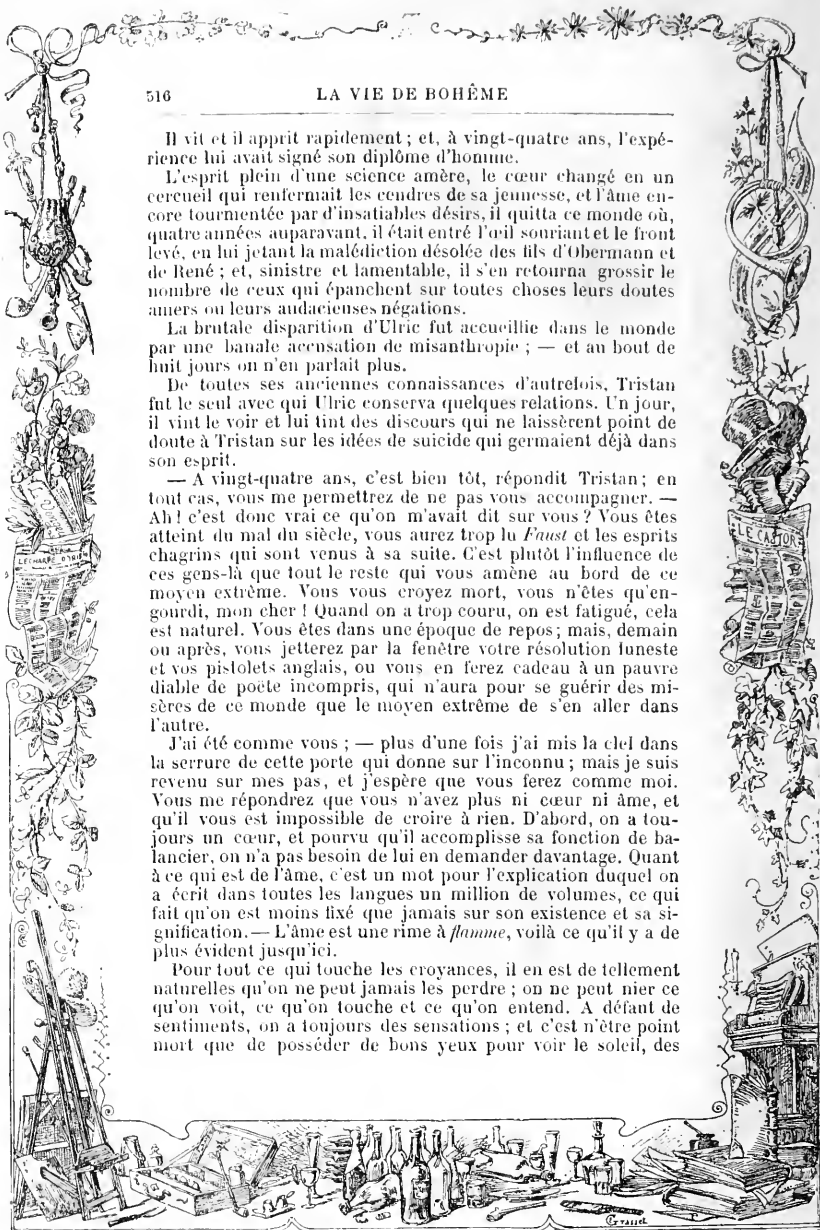 516
LA VIE DE BOHÊME
Il vit et il apprit rapidement ; et, à vingt-quatre ans, l'expé-
rience lui avait signé son diplôme d'homme.
L'esprit plein d'une science amère, le cœur changé en un
cercueil qui renfermait les cendres de sa jeunesse, et l'âme en-
core tourmentée par d'insatiables désirs, il quitta ce monde où,
quatre années auparavant, il était entré l'œil souriant et le front
levé, en lui jetant la malédiction désolée des fils d'Obermann et
de René ; et, sinistre et lamentable, il s'en retourna grossir le
nombre de ceux qui épanchent sur toutes choses leurs doutes
amers ou leurs audacieuses négations.
La brutale disparition d'Ulric fut accueillie dans le monde
par une banale accusation de misanthropie ; — et au bout de
huit jours on n'en parlait plus.
De toutes ses anciennes connaissances d'autrefois, Tristan
fut le seul avec qui Ulric conserva quelques relations. Un jour,
il vint le voir et lui tint des discours qui ne laissèrent point de
doute à Tristan sur les idées de suicide qui germaient déjà dans
son esprit.
— A vingt-quatre ans, c'est bien tôt, répondit Tristan ; en
tout cas, vous me permettrez de ne pas vous accompagner. —
Ah ! c'est donc vrai ce qu'on m'avait dit sur vous ? Vous êtes
atteint du mal du siècle, vous aurez trop lu Faust et les esprits
chagrins qui sont venus à sa suite. C'est plutôt l'influence de
ces gens-là que tout le reste qui vous amène au bord de ce
moyen extrême. Vous vous croyez mort, vous n'êtes qu'en-
gourdi, mon cher ! Quand on a trop couru, on est fatigué, cela
est naturel. Vous êtes dans une époque de repos ; mais, demain
ou après, vous jetterez par la fenêtre votre résolution funeste
et vos pistolets anglais, ou vous en ferez cadeau à un pauvre
diable de poëte incompris, qui n'aura pour se guérir des mi-
sères de ce monde que le moyen extrême de s'en aller dans
l'autre.
J'ai été comme vous ; — plus d'une fois j'ai mis la clef dans
la serrure de cette porte qui donne sur l'inconnu ; mais je suis
revenu sur mes pas, et j'espère que vous ferez comme moi.
Vous me répondrez que vous n'avez plus ni cœur ni âme, et
qu'il vous est impossible de croire à rien. D'abord, on a tou-
jours un cœur, et pourvu qu'il accomplisse sa fonction de ba-
lancier, on n'a pas besoin de lui en demander davantage. Quant
à ce qui est de l'âme, c'est un mot pour l'explication duquel on
a écrit dans toutes les langues un million de volumes, ce qui
fait qu'on est moins fixé que jamais sur son existence et sa si-
gnification. — L'âme est une rime à flamme, voilà ce qu'il y a de
plus évident jusqu'ici.
Pour tout ce qui touche les croyances, il en est de tellement
naturelles qu'on ne peut jamais les perdre ; on ne peut nier ce
qu'on voit, ce qu'on touche et ce qu'on entend. A défaut de
sentiments, on a toujours des sensations ; et c'est n'être point
mort que de posséder de bons yeux pour voir le soleil, des
L'ECHARPE D'IRIS
LE CASTOR
Grasset